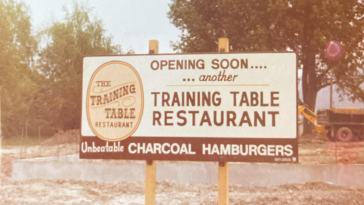 OPENING SOON....
... another
TRAINING TABLE
RESTAURANT
THE
TRAINING
TABLE
RESTAURANT
Unbeatable CHARCOAL HAMBURGERS